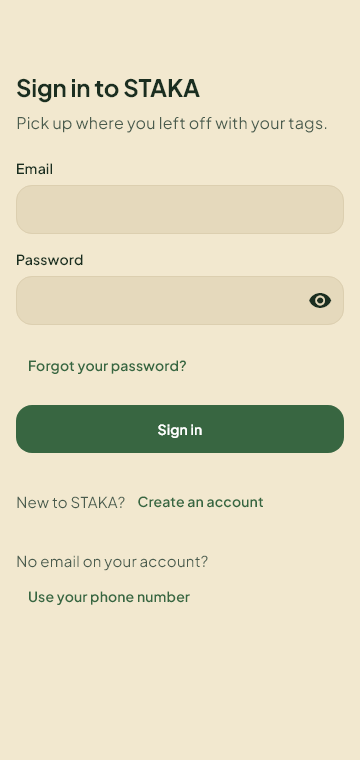 Sign in to STAKA
Pick up where you left off with your tags.
Email
Password
Forgot your password?
Sign in
New to STAKA? Create an account
No email on your account?
Use your phone number